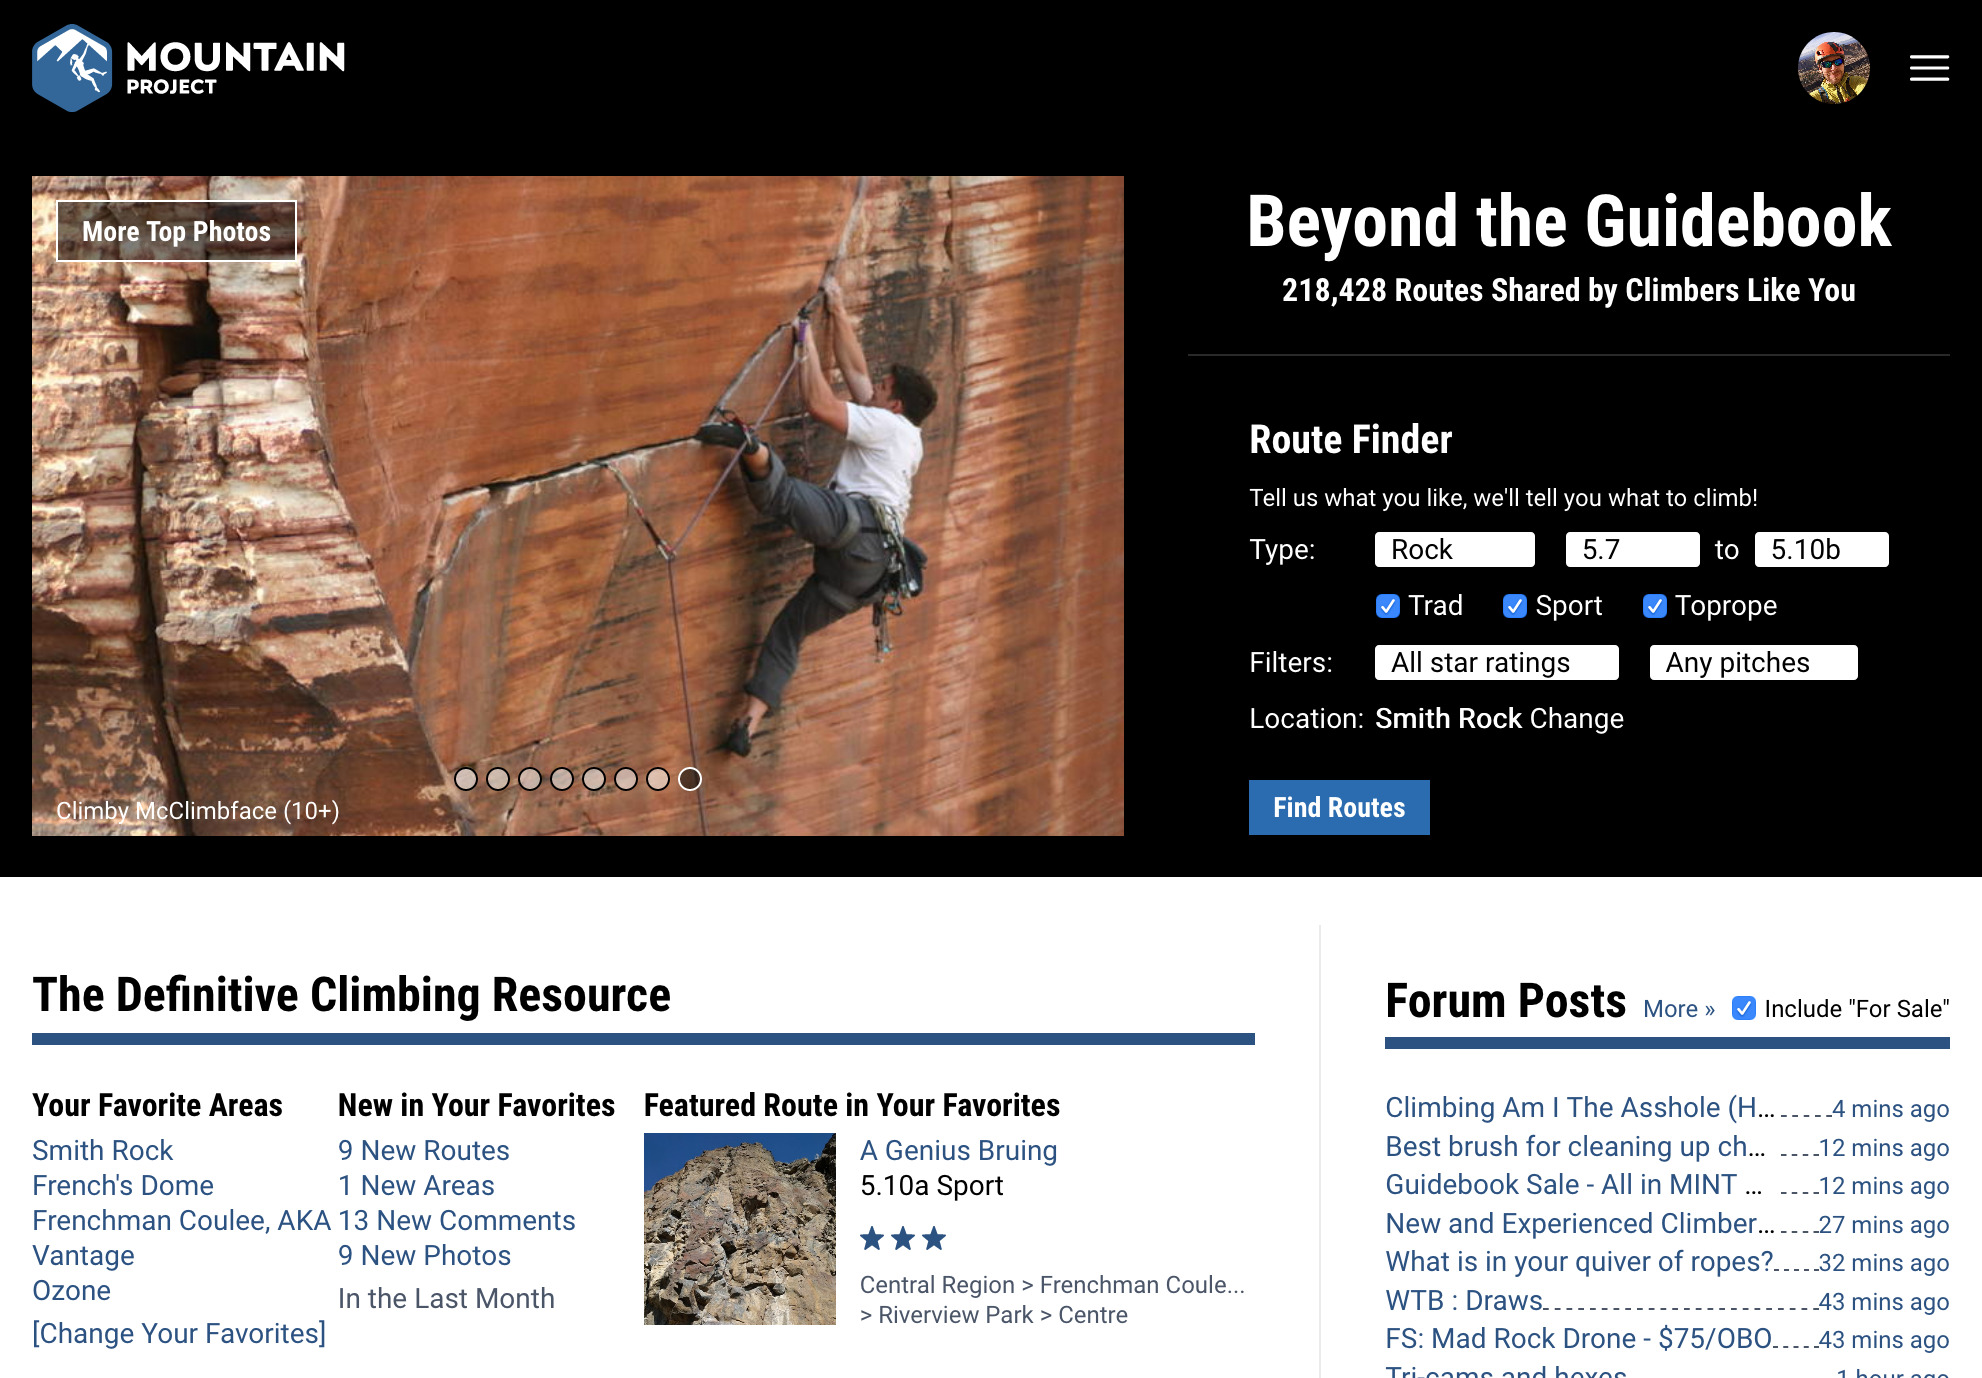 MOUNTAIN
PROJECT
More Top Photos
Climby McClimbface (10+)
Beyond the Guidebook
218,428 Routes Shared by Climbers Like You
Route Finder
Tell us what you like, we'll tell you what to climb!
Type: Rock 5.7 to 5.10b
Trad Sport Toprope
Filters: All star ratings Any pitches
Location: Smith Rock Change
Find Routes
The Definitive Climbing Resource
Your Favorite Areas
Smith Rock
French's Dome
Frenchman Coulee, AKA
Vantage
Ozone
[Change Your Favorites]
New in Your Favorites
9 New Routes
1 New Areas
13 New Comments
9 New Photos
In the Last Month
Featured Route in Your Favorites
A Genius Bruing
5.10a Sport
Central Region > Frenchman Coule...
> Riverview Park > Centre
Forum Posts More » Include "For Sale"
Climbing Am I The Asshole (H... 4 mins ago
Best brush for cleaning up ch... 12 mins ago
Guidebook Sale - All in MINT ... 12 mins ago
New and Experienced Climber... 27 mins ago
What is in your quiver of ropes? 32 mins ago
WTB : Draws 43 mins ago
FS: Mad Rock Drone - $75/OBO 43 mins ago
Tri-cams and hexes 1 hour ago